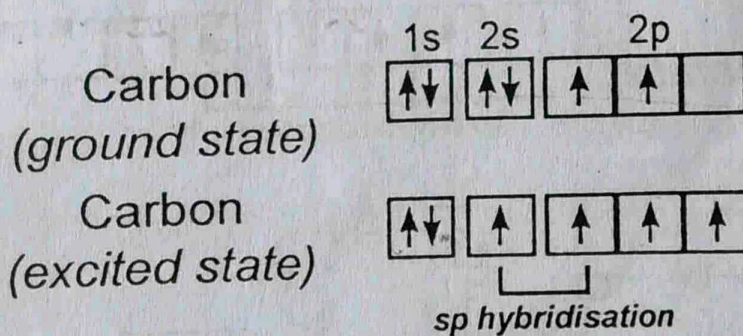 1s 2s 2p
Carbon
(ground state)
Carbon
(excited state)
sp hybridisation